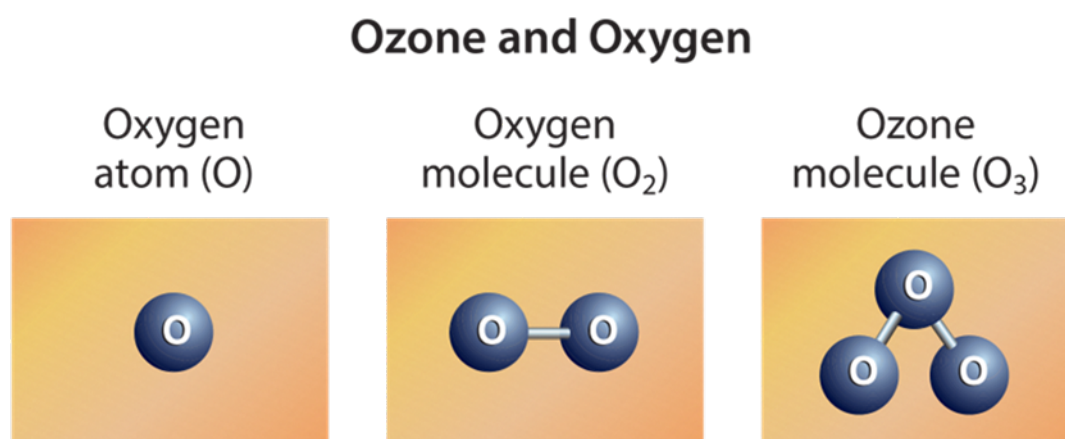 Ozone and Oxygen
Oxygen
atom (O)
Oxygen
molecule (O₂)
Ozone
molecule (O₃)
O
O O
O
O O